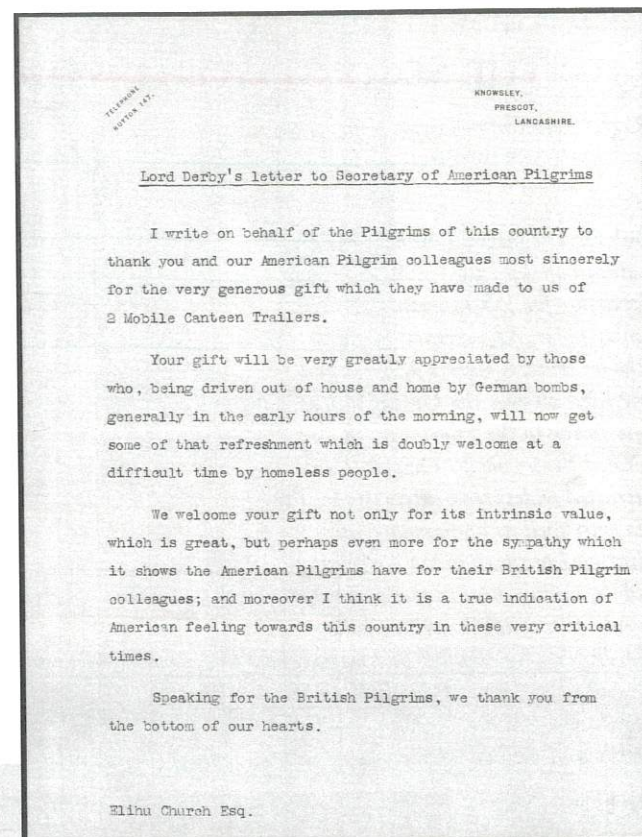 TELEPHONE
HUYTON 147.
KNOWSLEY,
PRESCOT,
LANCASHIRE.
Lord Derby's letter to Secretary of American Pilgrims
I write on behalf of the Pilgrims of this country to
thank you and our American Pilgrim colleagues most sincerely
for the very generous gift which they have made to us of
2 Mobile Canteen Trailers.
Your gift will be very greatly appreciated by those
who, being driven out of house and home by German bombs,
generally in the early hours of the morning, will now get
some of that refreshment which is doubly welcome at a
difficult time by homeless people.
We welcome your gift not only for its intrinsic value,
which is great, but perhaps even more for the sympathy which
it shows the American Pilgrims have for their British Pilgrim
colleagues; and moreover I think it is a true indication of
American feeling towards this country in these very critical
times.
Speaking for the British Pilgrims, we thank you from
the bottom of our hearts.
Elihu Church Esq.